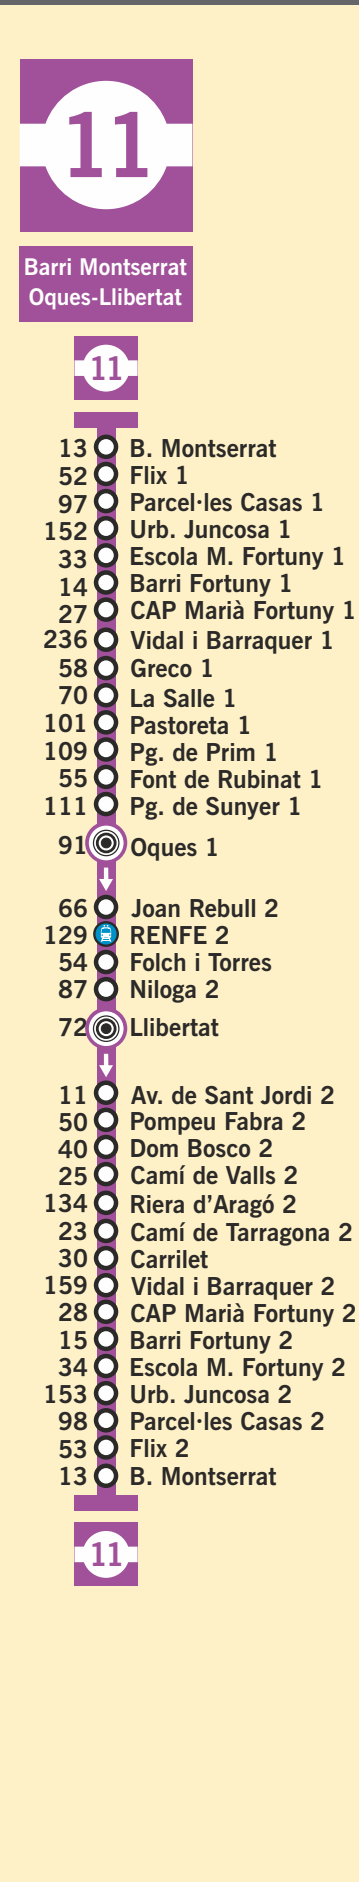 11
Barri Montserrat
Oques-Llibertat
11
13 B. Montserrat
52 Flix 1
97 Parcel·les Casas 1
152 Urb. Juncosa 1
33 Escola M. Fortuny 1
14 Barri Fortuny 1
27 CAP Marià Fortuny 1
236 Vidal i Barraquer 1
58 Greco 1
70 La Salle 1
101 Pastoreta 1
109 Pg. de Prim 1
55 Font de Rubinat 1
111 Pg. de Sunyer 1
91 Oques 1
66 Joan Rebull 2
129 RENFE 2
54 Folch i Torres
87 Niloga 2
72 Llibertat
11 Av. de Sant Jordi 2
50 Pompeu Fabra 2
40 Dom Bosco 2
25 Camí de Valls 2
134 Riera d'Aragó 2
23 Camí de Tarragona 2
30 Carrilet
159 Vidal i Barraquer 2
28 CAP Marià Fortuny 2
15 Barri Fortuny 2
34 Escola M. Fortuny 2
153 Urb. Juncosa 2
98 Parcel·les Casas 2
53 Flix 2
13 B. Montserrat
11